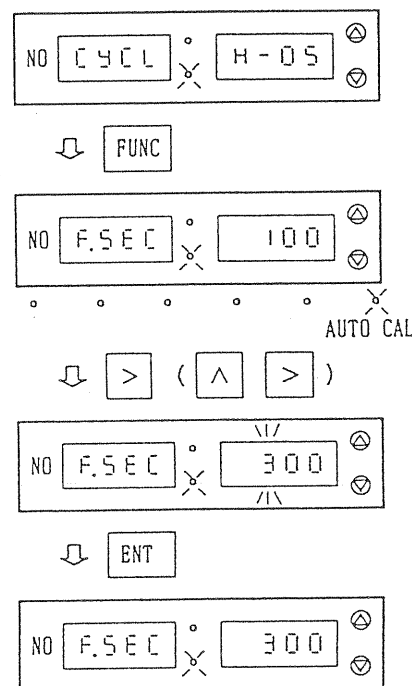 NO CYCL H-05
FUNC
NO F.SEC 100
AUTO CAL
> ( ∧ > )
NO F.SEC 300
ENT
NO F.SEC 300